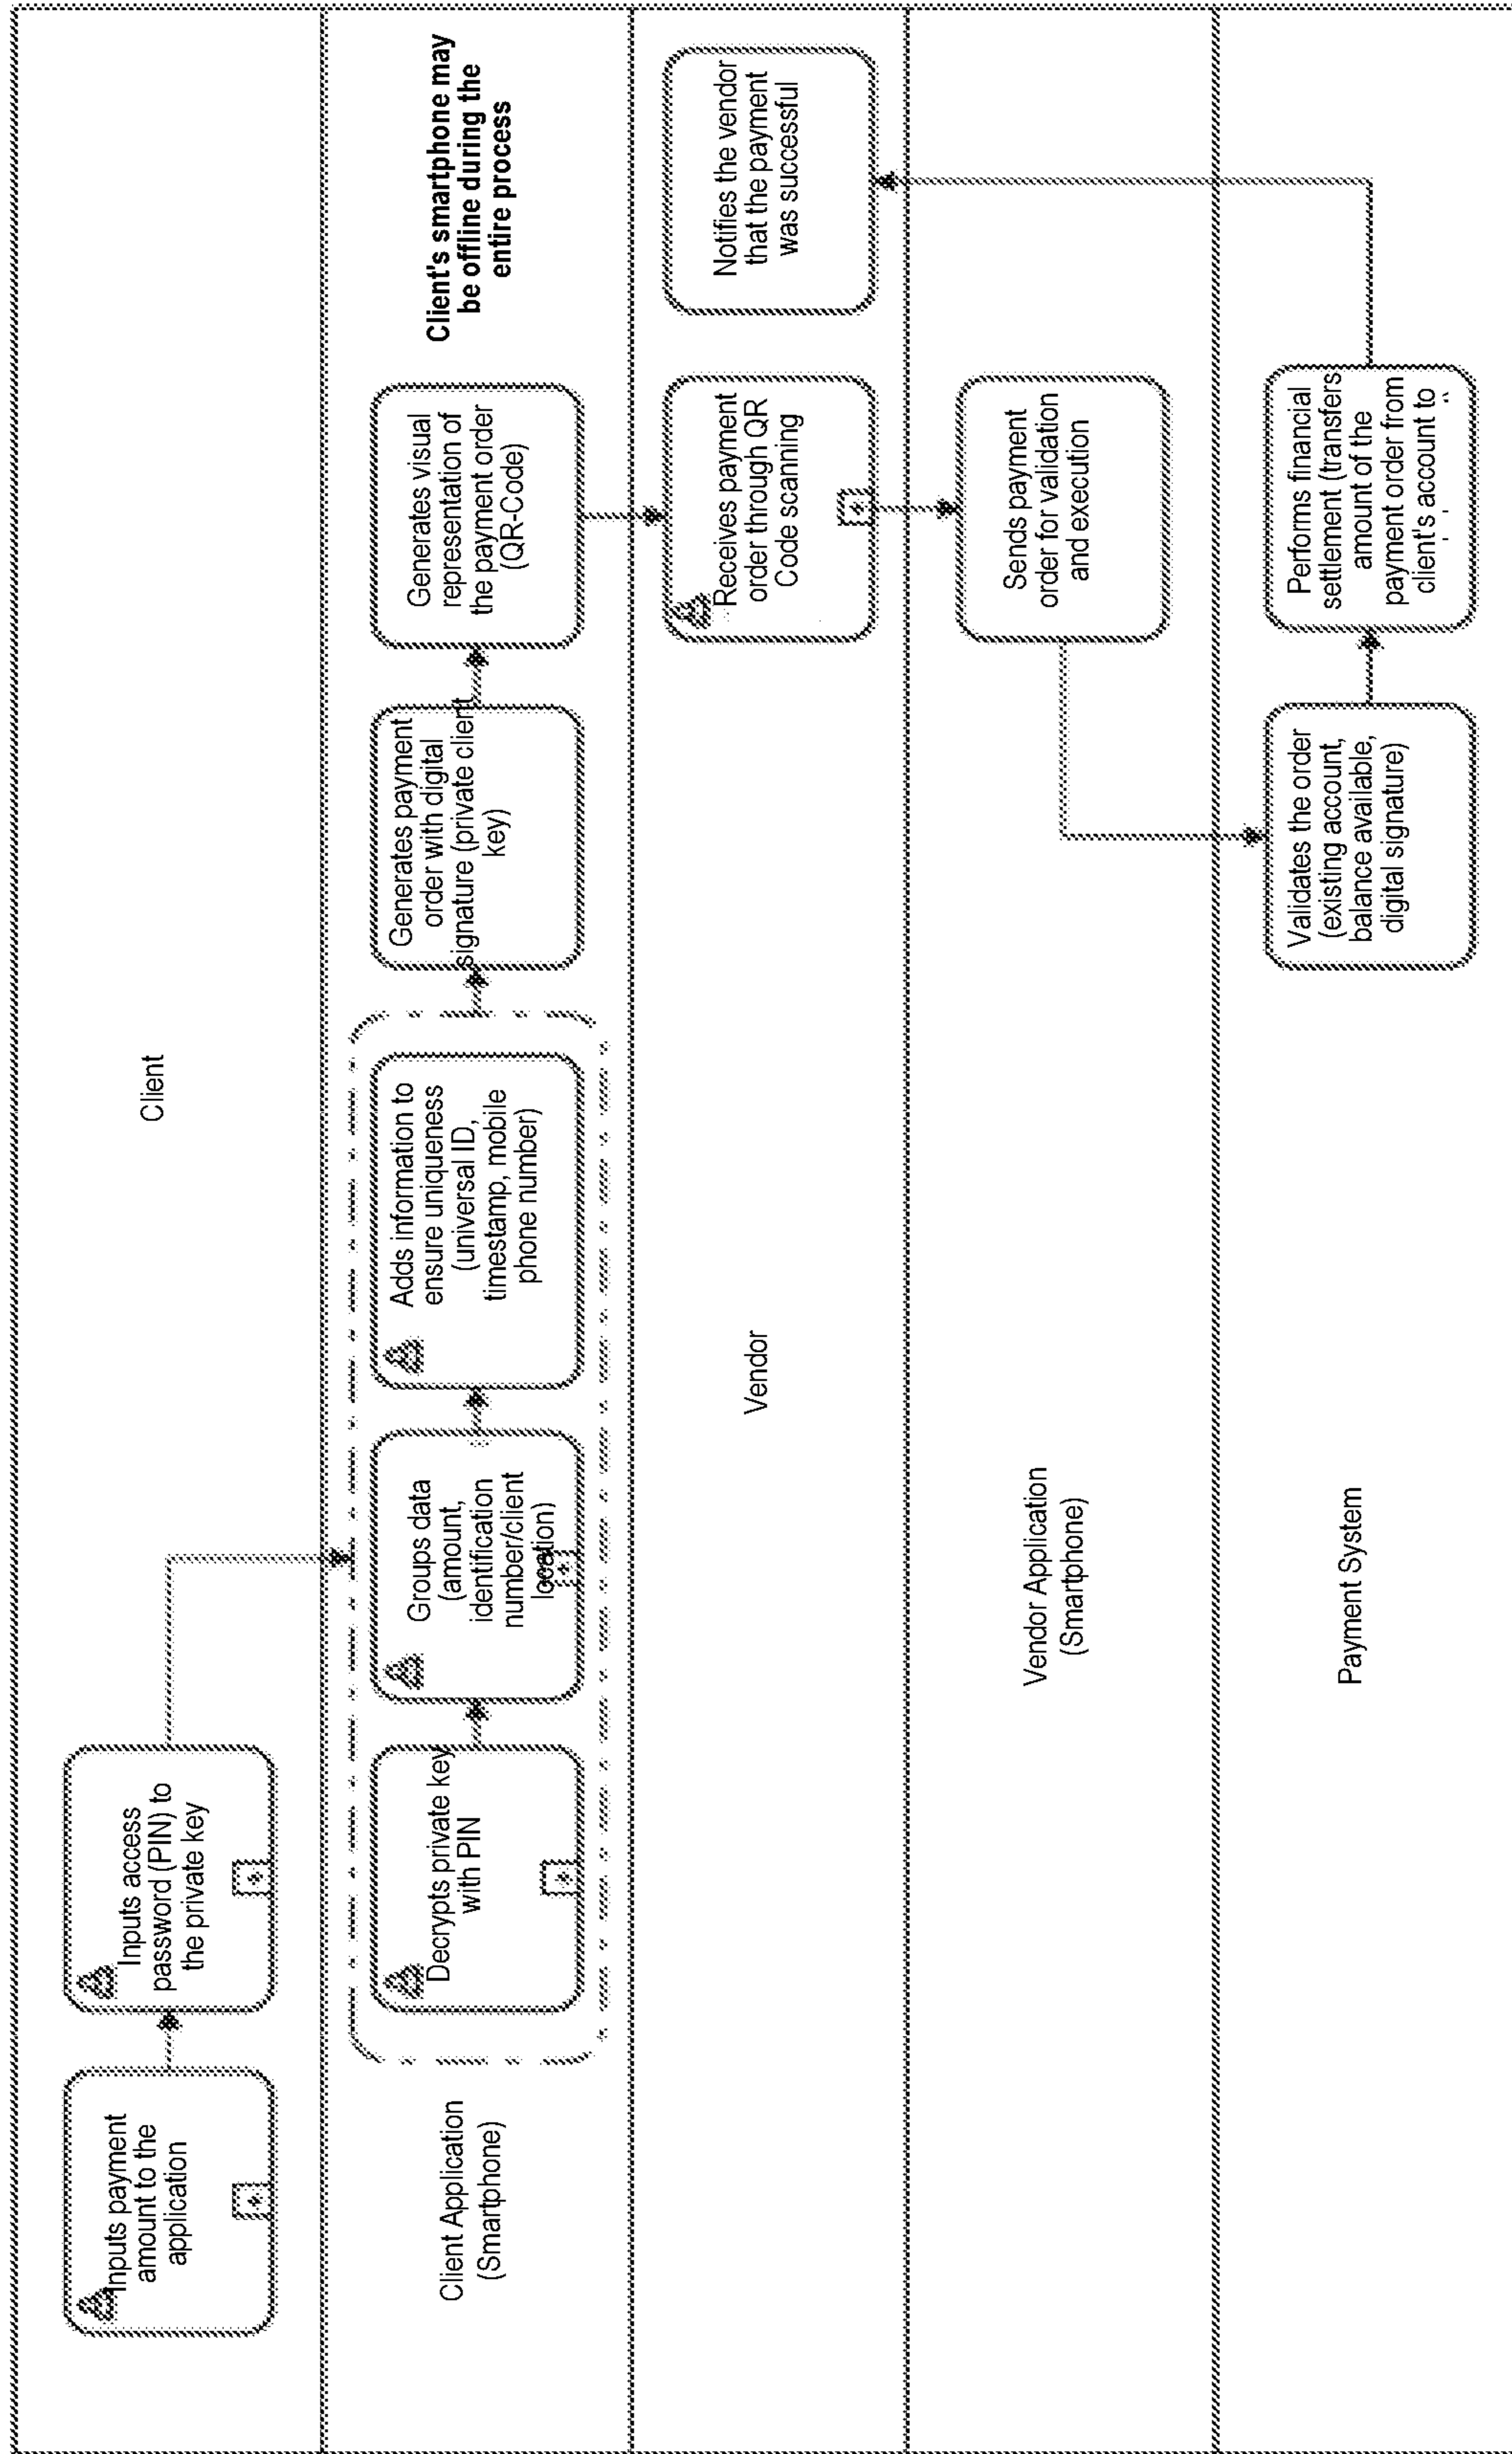 Client
Inputs payment
amount to the
application
Inputs access
password (PIN) to
the private key
Client Application
(Smartphone)
Decrypts private key
with PIN
Groups data
(amount,
identification
number/client
location)
Adds information to
ensure uniqueness
(universal ID,
timestamp, mobile
phone number)
Generates payment
order with digital
signature (private client
key)
Generates visual
representation of
the payment order
(QR-Code)
Client's smartphone may
be offline during the
entire process
Vendor
Receives payment
order through QR
Code scanning
Notifies the vendor
that the payment
was successful
Vendor Application
(Smartphone)
Sends payment
order for validation
and execution
Payment System
Validates the order
(existing account,
balance available,
digital signature)
Performs financial
settlement (transfers
amount of the
payment order from
client's account to